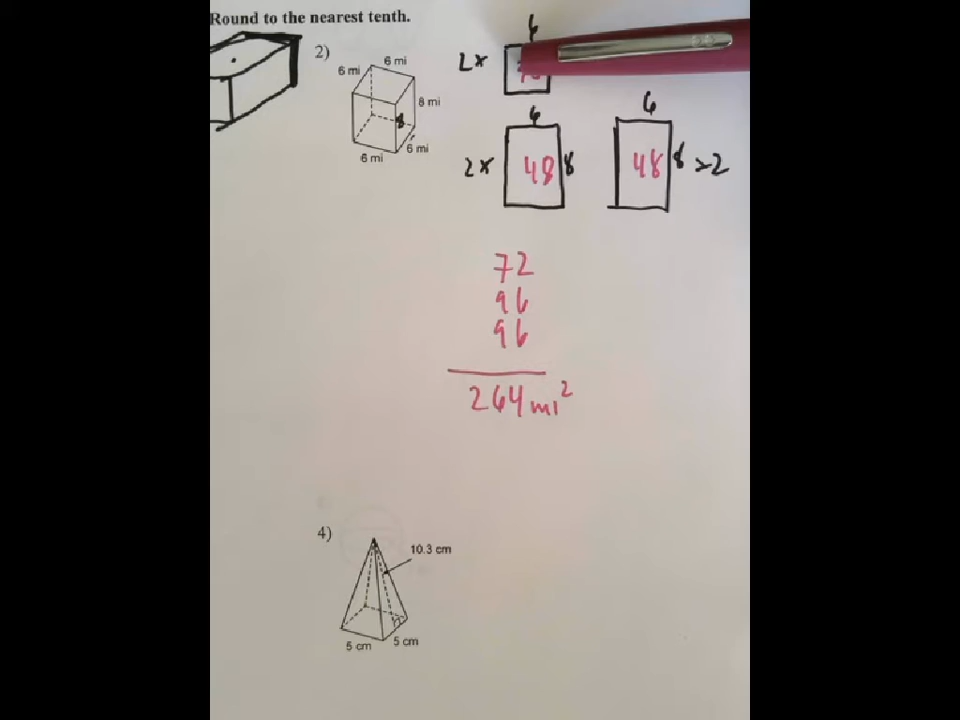 Round to the nearest tenth.
2)
6 mi
6 mi
8 mi
8
6 mi
6 mi
6
2x
6
2x
48
8
6
48
8
x2
72
96
96
264 mi²
4)
10.3 cm
5 cm
5 cm